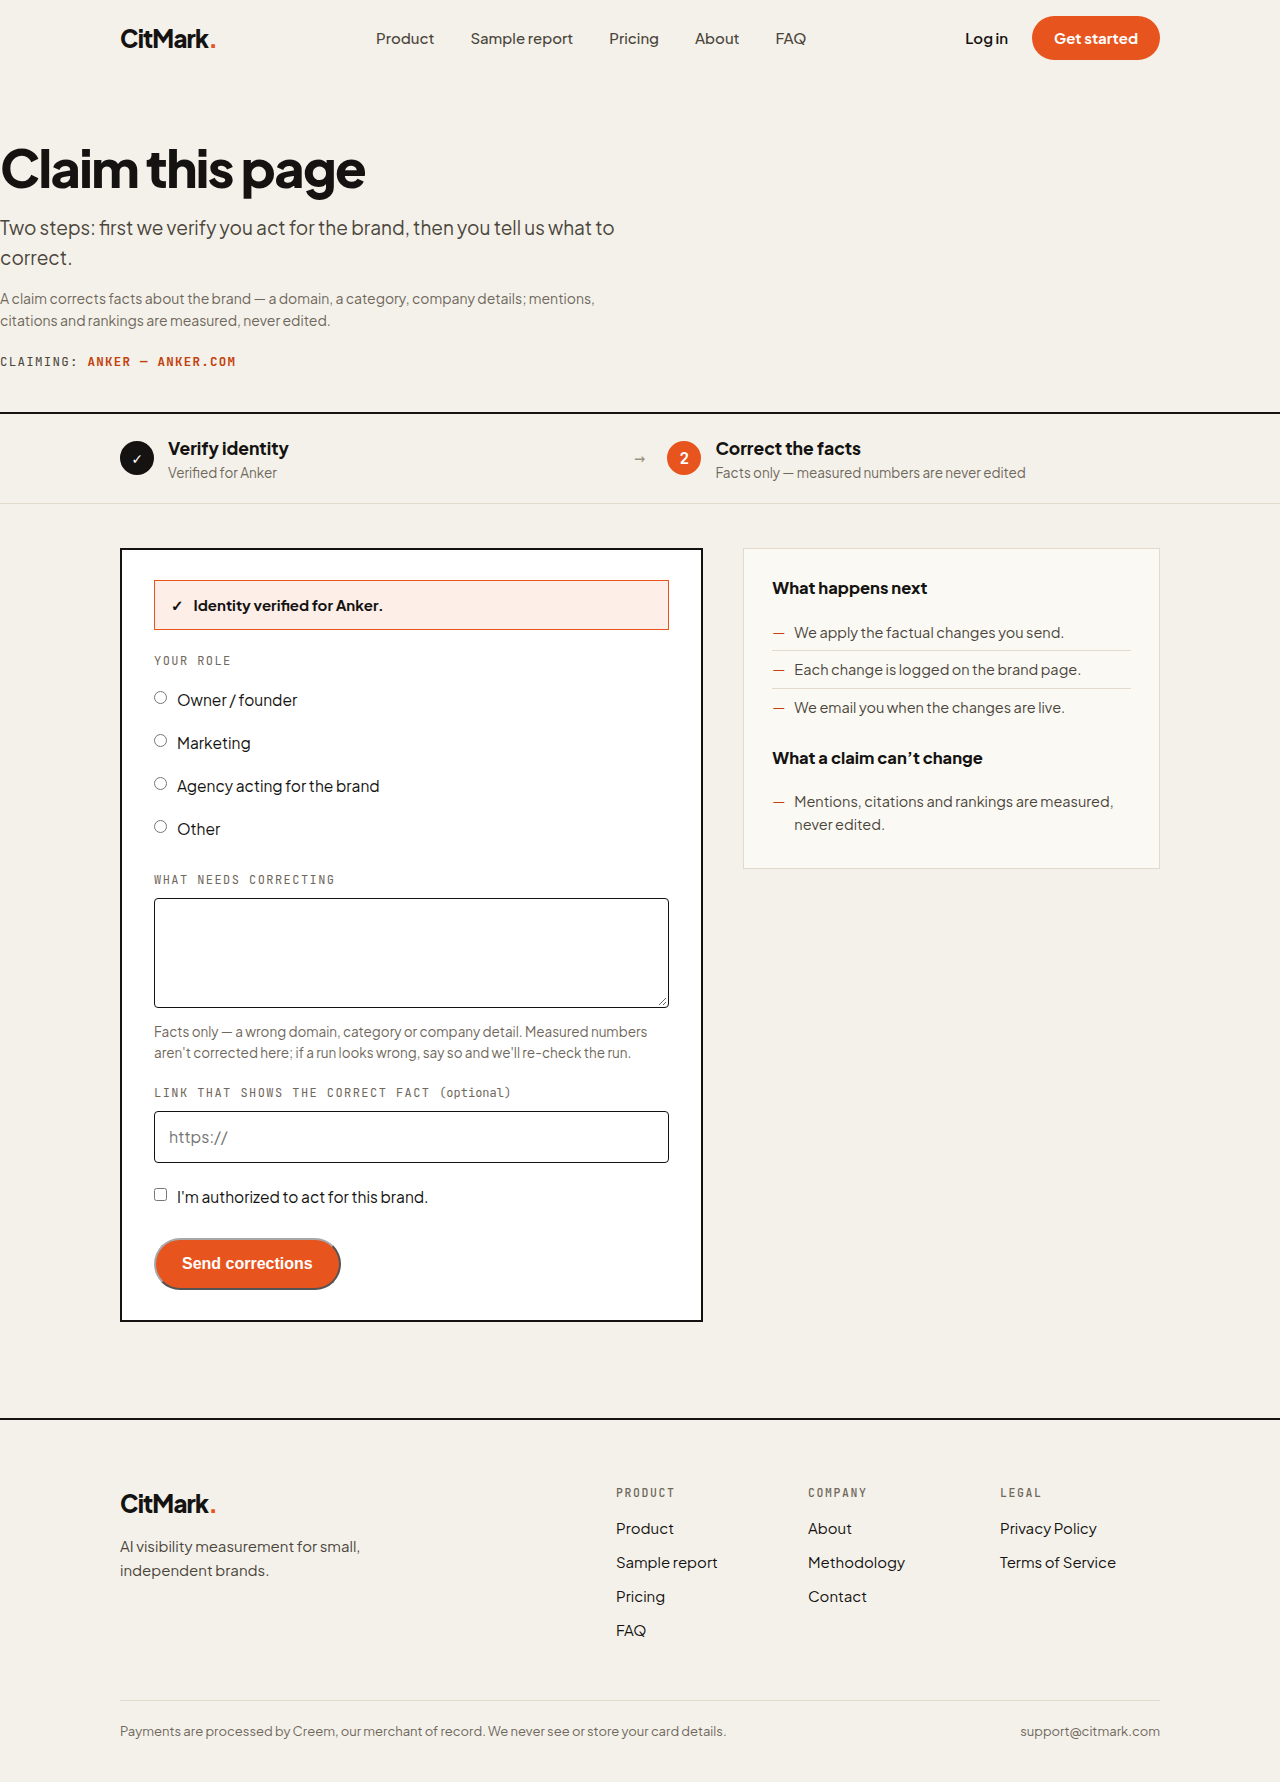 CitMark.
Product
Sample report
Pricing
About
FAQ
Log in
Get started
Claim this page
Two steps: first we verify you act for the brand, then you tell us what to
correct.
A claim corrects facts about the brand — a domain, a category, company details; mentions,
citations and rankings are measured, never edited.
CLAIMING: ANKER — ANKER.COM
✓
Verify identity
Verified for Anker
→
2
Correct the facts
Facts only — measured numbers are never edited
✓ Identity verified for Anker.
YOUR ROLE
Owner / founder
Marketing
Agency acting for the brand
Other
WHAT NEEDS CORRECTING
Facts only — a wrong domain, category or company detail. Measured numbers
aren't corrected here; if a run looks wrong, say so and we'll re-check the run.
LINK THAT SHOWS THE CORRECT FACT (optional)
https://
I'm authorized to act for this brand.
Send corrections
What happens next
— We apply the factual changes you send.
— Each change is logged on the brand page.
— We email you when the changes are live.
What a claim can’t change
— Mentions, citations and rankings are measured,
never edited.
CitMark.
AI visibility measurement for small,
independent brands.
PRODUCT
Product
Sample report
Pricing
FAQ
COMPANY
About
Methodology
Contact
LEGAL
Privacy Policy
Terms of Service
Payments are processed by Creem, our merchant of record. We never see or store your card details.
support@citmark.com